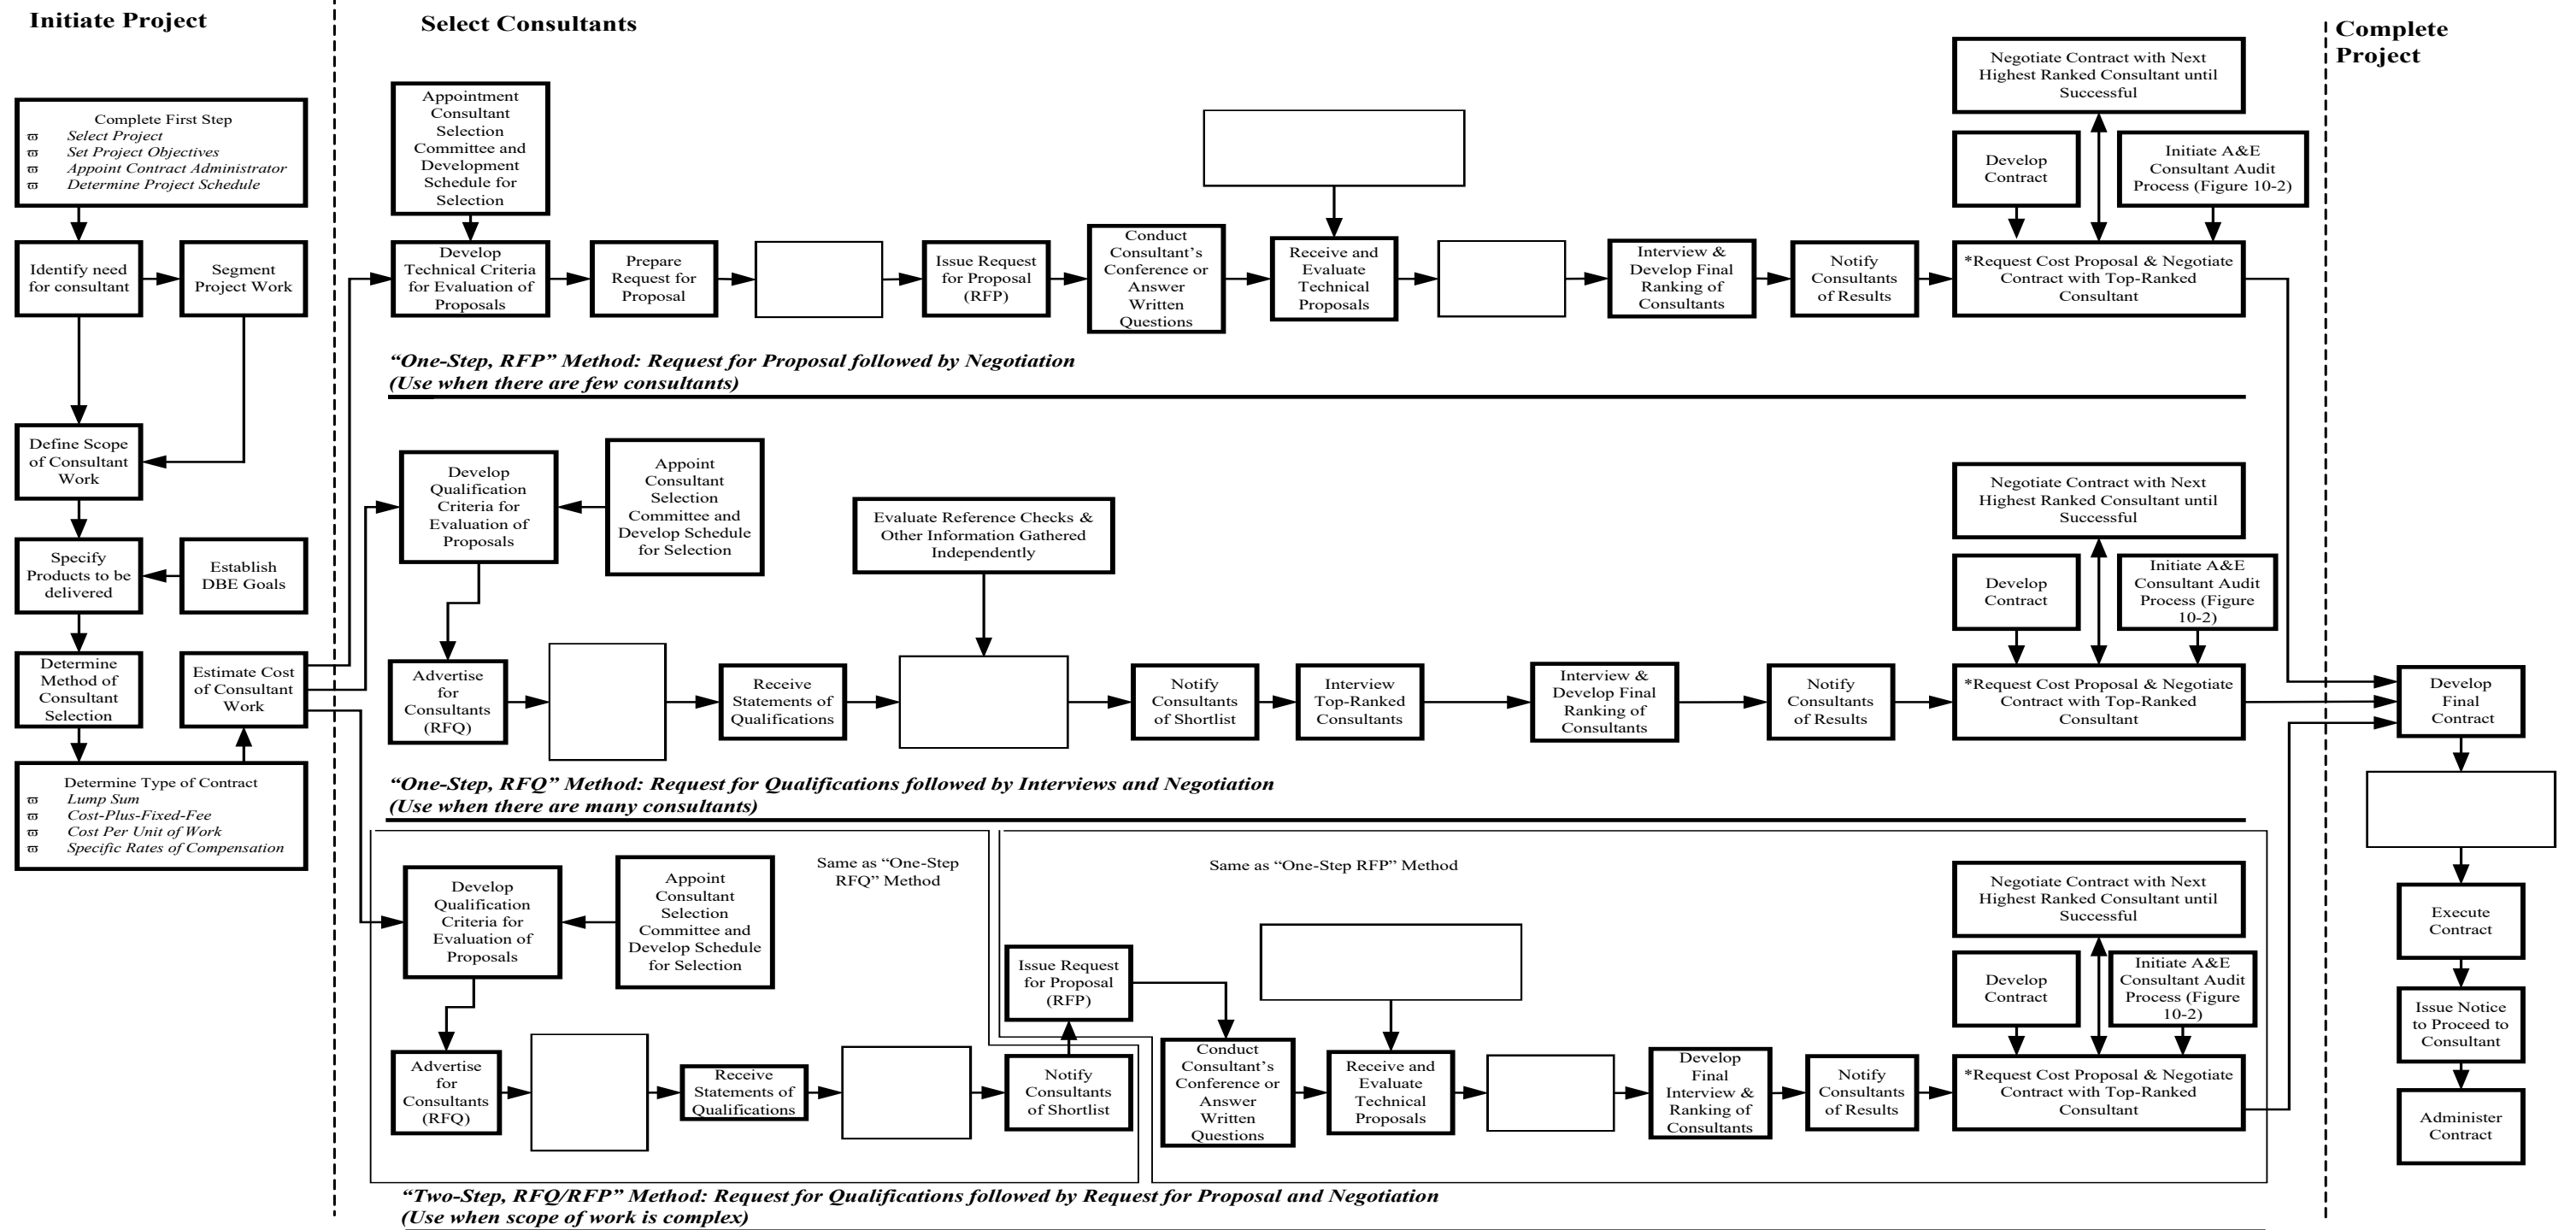 Initiate Project
Complete First Step
ϖ Select Project
ϖ Set Project Objectives
ϖ Appoint Contract Administrator
ϖ Determine Project Schedule
Identify need
for consultant
Segment
Project Work
Define Scope
of Consultant
Work
Specify
Products to be
delivered
Establish
DBE Goals
Determine
Method of
Consultant
Selection
Estimate Cost
of Consultant
Work
Determine Type of Contract
ϖ Lump Sum
ϖ Cost-Plus-Fixed-Fee
ϖ Cost Per Unit of Work
ϖ Specific Rates of Compensation
Select Consultants
Appointment
Consultant
Selection
Committee and
Development
Schedule for
Selection
Develop
Technical Criteria
for Evaluation of
Proposals
Prepare
Request for
Proposal
Issue Request
for Proposal
(RFP)
Conduct
Consultant’s
Conference or
Answer
Written
Questions
Receive and
Evaluate
Technical
Proposals
Interview &
Develop Final
Ranking of
Consultants
Notify
Consultants
of Results
Negotiate Contract with Next
Highest Ranked Consultant until
Successful
Develop
Contract
Initiate A&E
Consultant Audit
Process (Figure 10-2)
*Request Cost Proposal & Negotiate
Contract with Top-Ranked
Consultant
“One-Step, RFP” Method: Request for Proposal followed by Negotiation
(Use when there are few consultants)
Develop
Qualification
Criteria for
Evaluation of
Proposals
Appoint
Consultant
Selection
Committee and
Develop Schedule
for Selection
Evaluate Reference Checks &
Other Information Gathered
Independently
Advertise
for
Consultants
(RFQ)
Receive
Statements of
Qualifications
Notify
Consultants
of Shortlist
Interview
Top-Ranked
Consultants
Interview &
Develop Final
Ranking of
Consultants
Notify
Consultants
of Results
Negotiate Contract with Next
Highest Ranked Consultant until
Successful
Develop
Contract
Initiate A&E
Consultant Audit
Process (Figure
10-2)
*Request Cost Proposal & Negotiate
Contract with Top-Ranked
Consultant
“One-Step, RFQ” Method: Request for Qualifications followed by Interviews and Negotiation
(Use when there are many consultants)
Same as “One-Step
RFQ” Method
Develop
Qualification
Criteria for
Evaluation of
Proposals
Appoint
Consultant
Selection
Committee and
Develop Schedule
for Selection
Advertise
for
Consultants
(RFQ)
Receive
Statements of
Qualifications
Notify
Consultants
of Shortlist
Same as “One-Step RFP” Method
Issue Request
for Proposal
(RFP)
Conduct
Consultant’s
Conference or
Answer
Written
Questions
Receive and
Evaluate
Technical
Proposals
Develop
Final
Interview &
Ranking of
Consultants
Notify
Consultants
of Results
Negotiate Contract with Next
Highest Ranked Consultant until
Successful
Develop
Contract
Initiate A&E
Consultant Audit
Process (Figure
10-2)
*Request Cost Proposal & Negotiate
Contract with Top-Ranked
Consultant
“Two-Step, RFQ/RFP” Method: Request for Qualifications followed by Request for Proposal and Negotiation
(Use when scope of work is complex)
Complete
Project
Develop
Final
Contract
Execute
Contract
Issue Notice
to Proceed to
Consultant
Administer
Contract